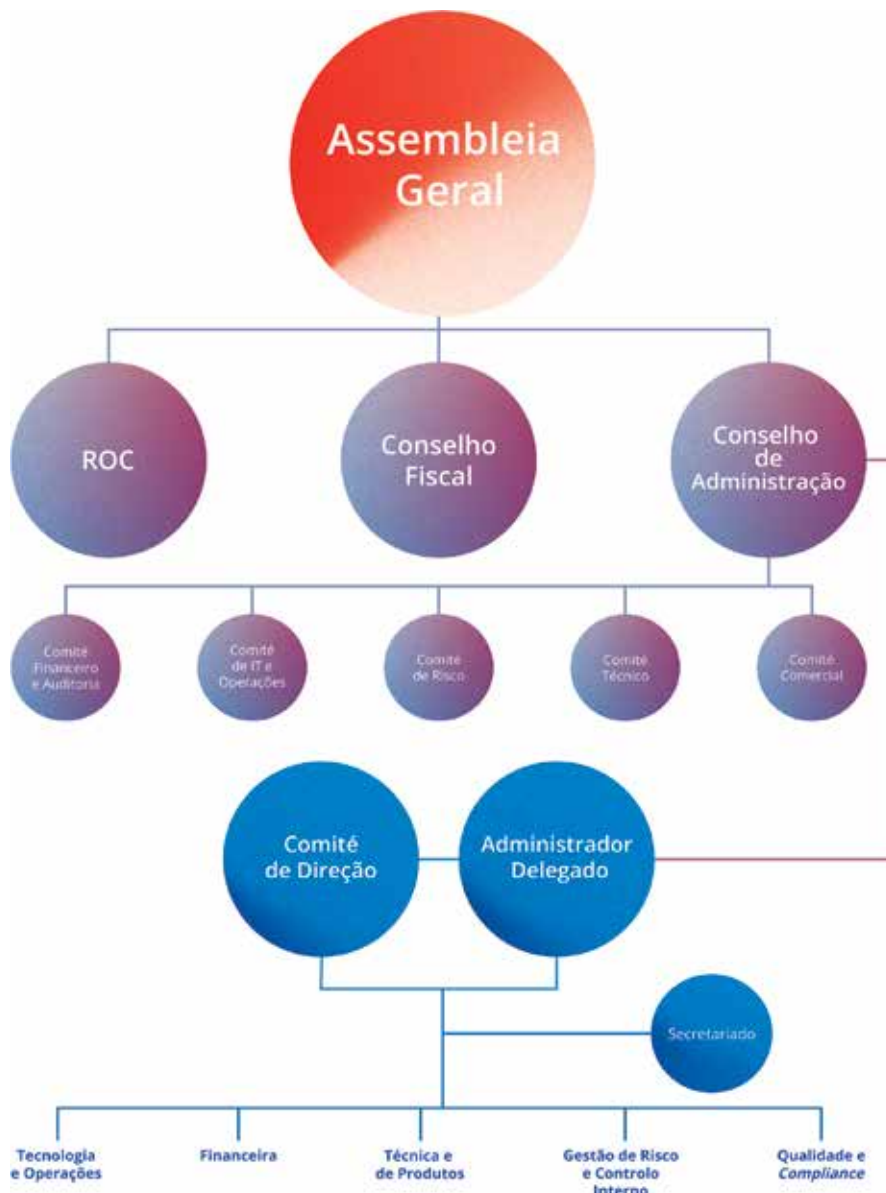 Assembleia
Geral
ROC
Conselho
Fiscal
Conselho
de
Administração
Comité
Financeiro
e Auditoria
Comité
de IT e
Operações
Comité
de Risco
Comité
Técnico
Comité
Comercial
Comité
de Direção
Administrador
Delegado
Secretariado
Tecnologia
e Operações
Financeira
Técnica e
de Produtos
Gestão de Risco
e Controlo
Interno
Qualidade e
Compliance